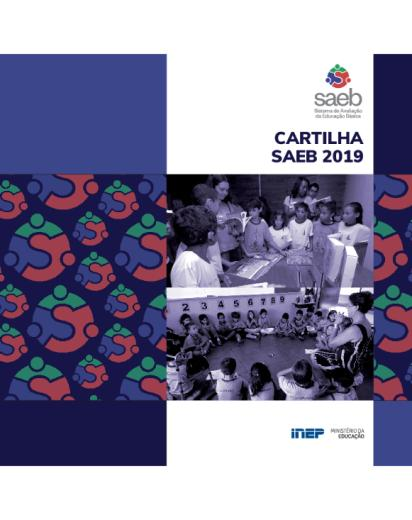 saeb
Sistema de Avaliação
da Educação Básica
CARTILHA
SAEB 2019
2 3 4 5 6 7 8 9
inep
MINISTÉRIO DA
EDUCAÇÃO